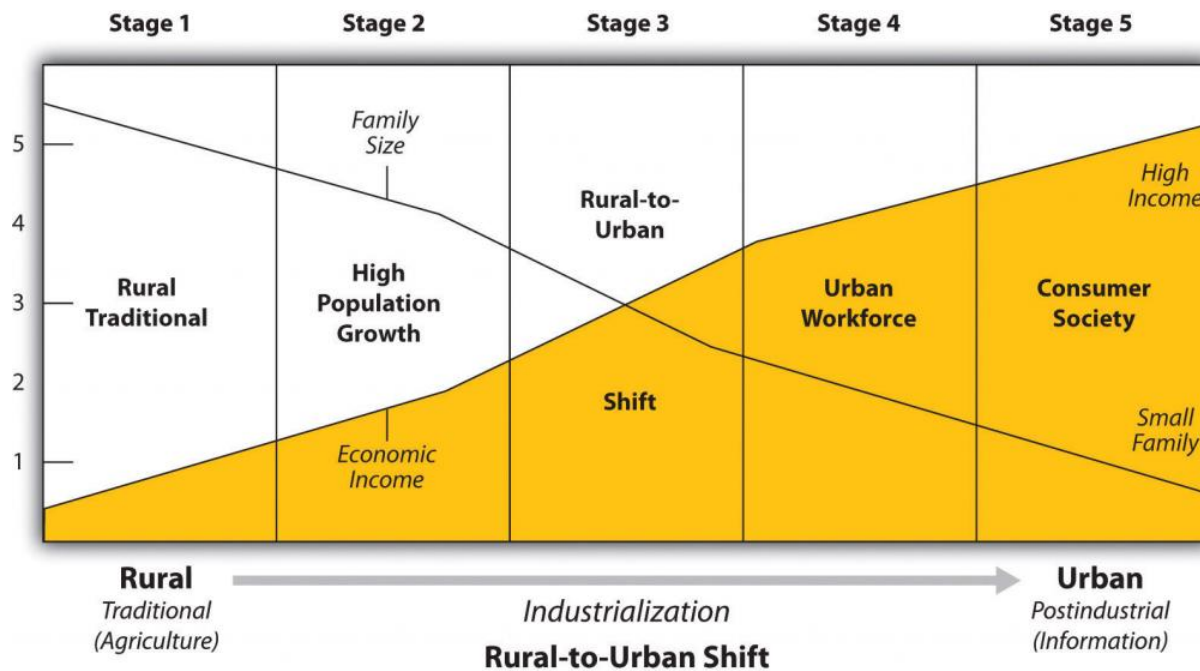 Stage 1
Stage 2
Stage 3
Stage 4
Stage 5
5
4
3
2
1
Family
Size
Rural
Traditional
High
Population
Growth
Economic
Income
Rural-to-
Urban
Shift
Urban
Workforce
High
Income
Consumer
Society
Small
Family
Rural
Traditional
(Agriculture)
Industrialization
Rural-to-Urban Shift
Urban
Postindustrial
(Information)